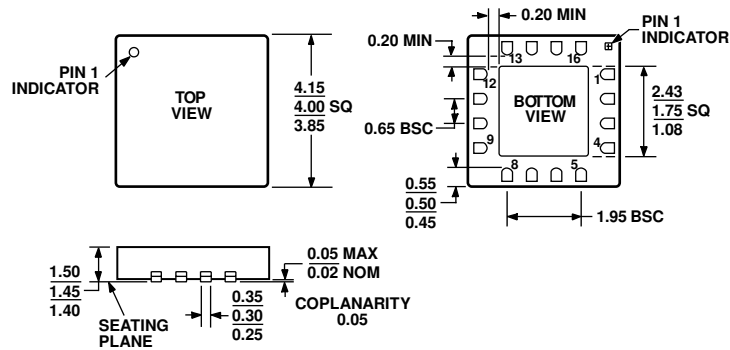 PIN 1
INDICATOR
TOP
VIEW
4.15
4.00 SQ
3.85
0.20 MIN
0.20 MIN
PIN 1
INDICATOR
13
16
12
1
0.65 BSC
BOTTOM
VIEW
2.43
1.75 SQ
1.08
9
4
8
5
0.55
0.50
0.45
1.95 BSC
1.50
1.45
1.40
SEATING
PLANE
0.35
0.30
0.25
0.05 MAX
0.02 NOM
COPLANARITY
0.05